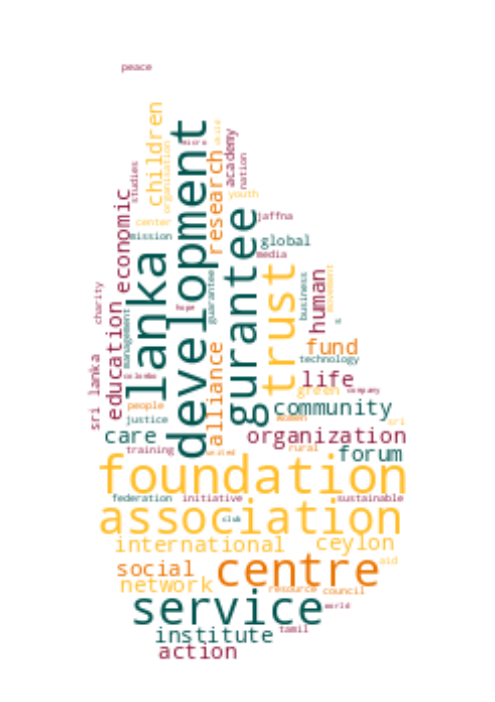 peace
children
organisation
development
micro
child
academy
nation
research
studies
economic
youth
center
mission
jaffna
gurantee
global
media
lanka
trust
human
business
movement
guarantee
hope
charity
education
management
s
fund
technology
sri lanka
colombo
alliance
life
company
green
people
community
justice
women
sri
care
organization
training
united
rural
forum
foundation
federation
initiative
sustainable
association
club
international
ceylon
social
centre
aid
network
resource
council
service
world
institute
tamil
action